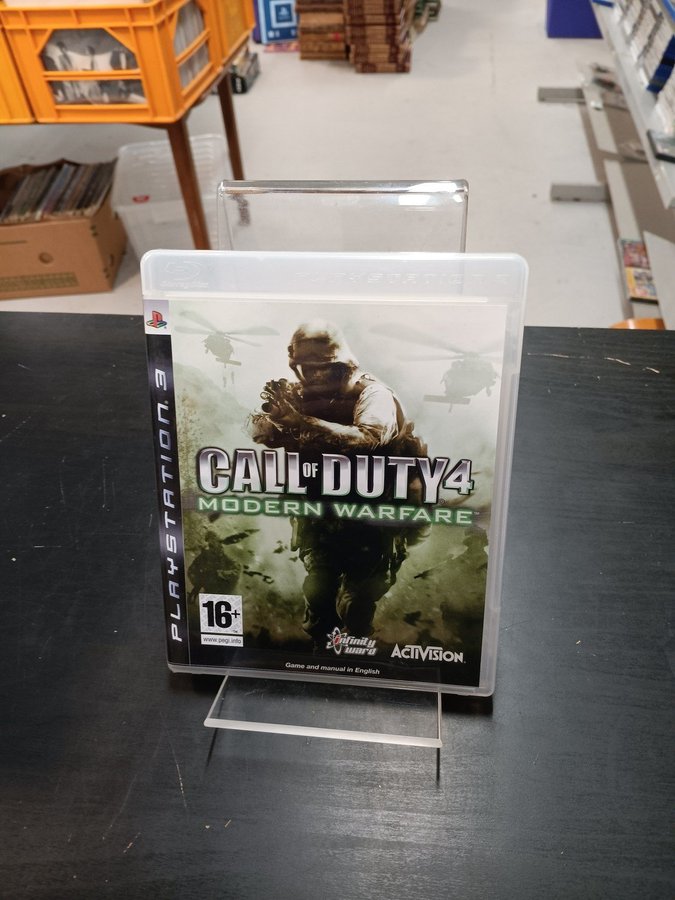 PLAYSTATION 3
CALL OF DUTY 4
MODERN WARFARE
16+
www.pegi.info
infinity
ward
ACTIVISION
Game and manual in English